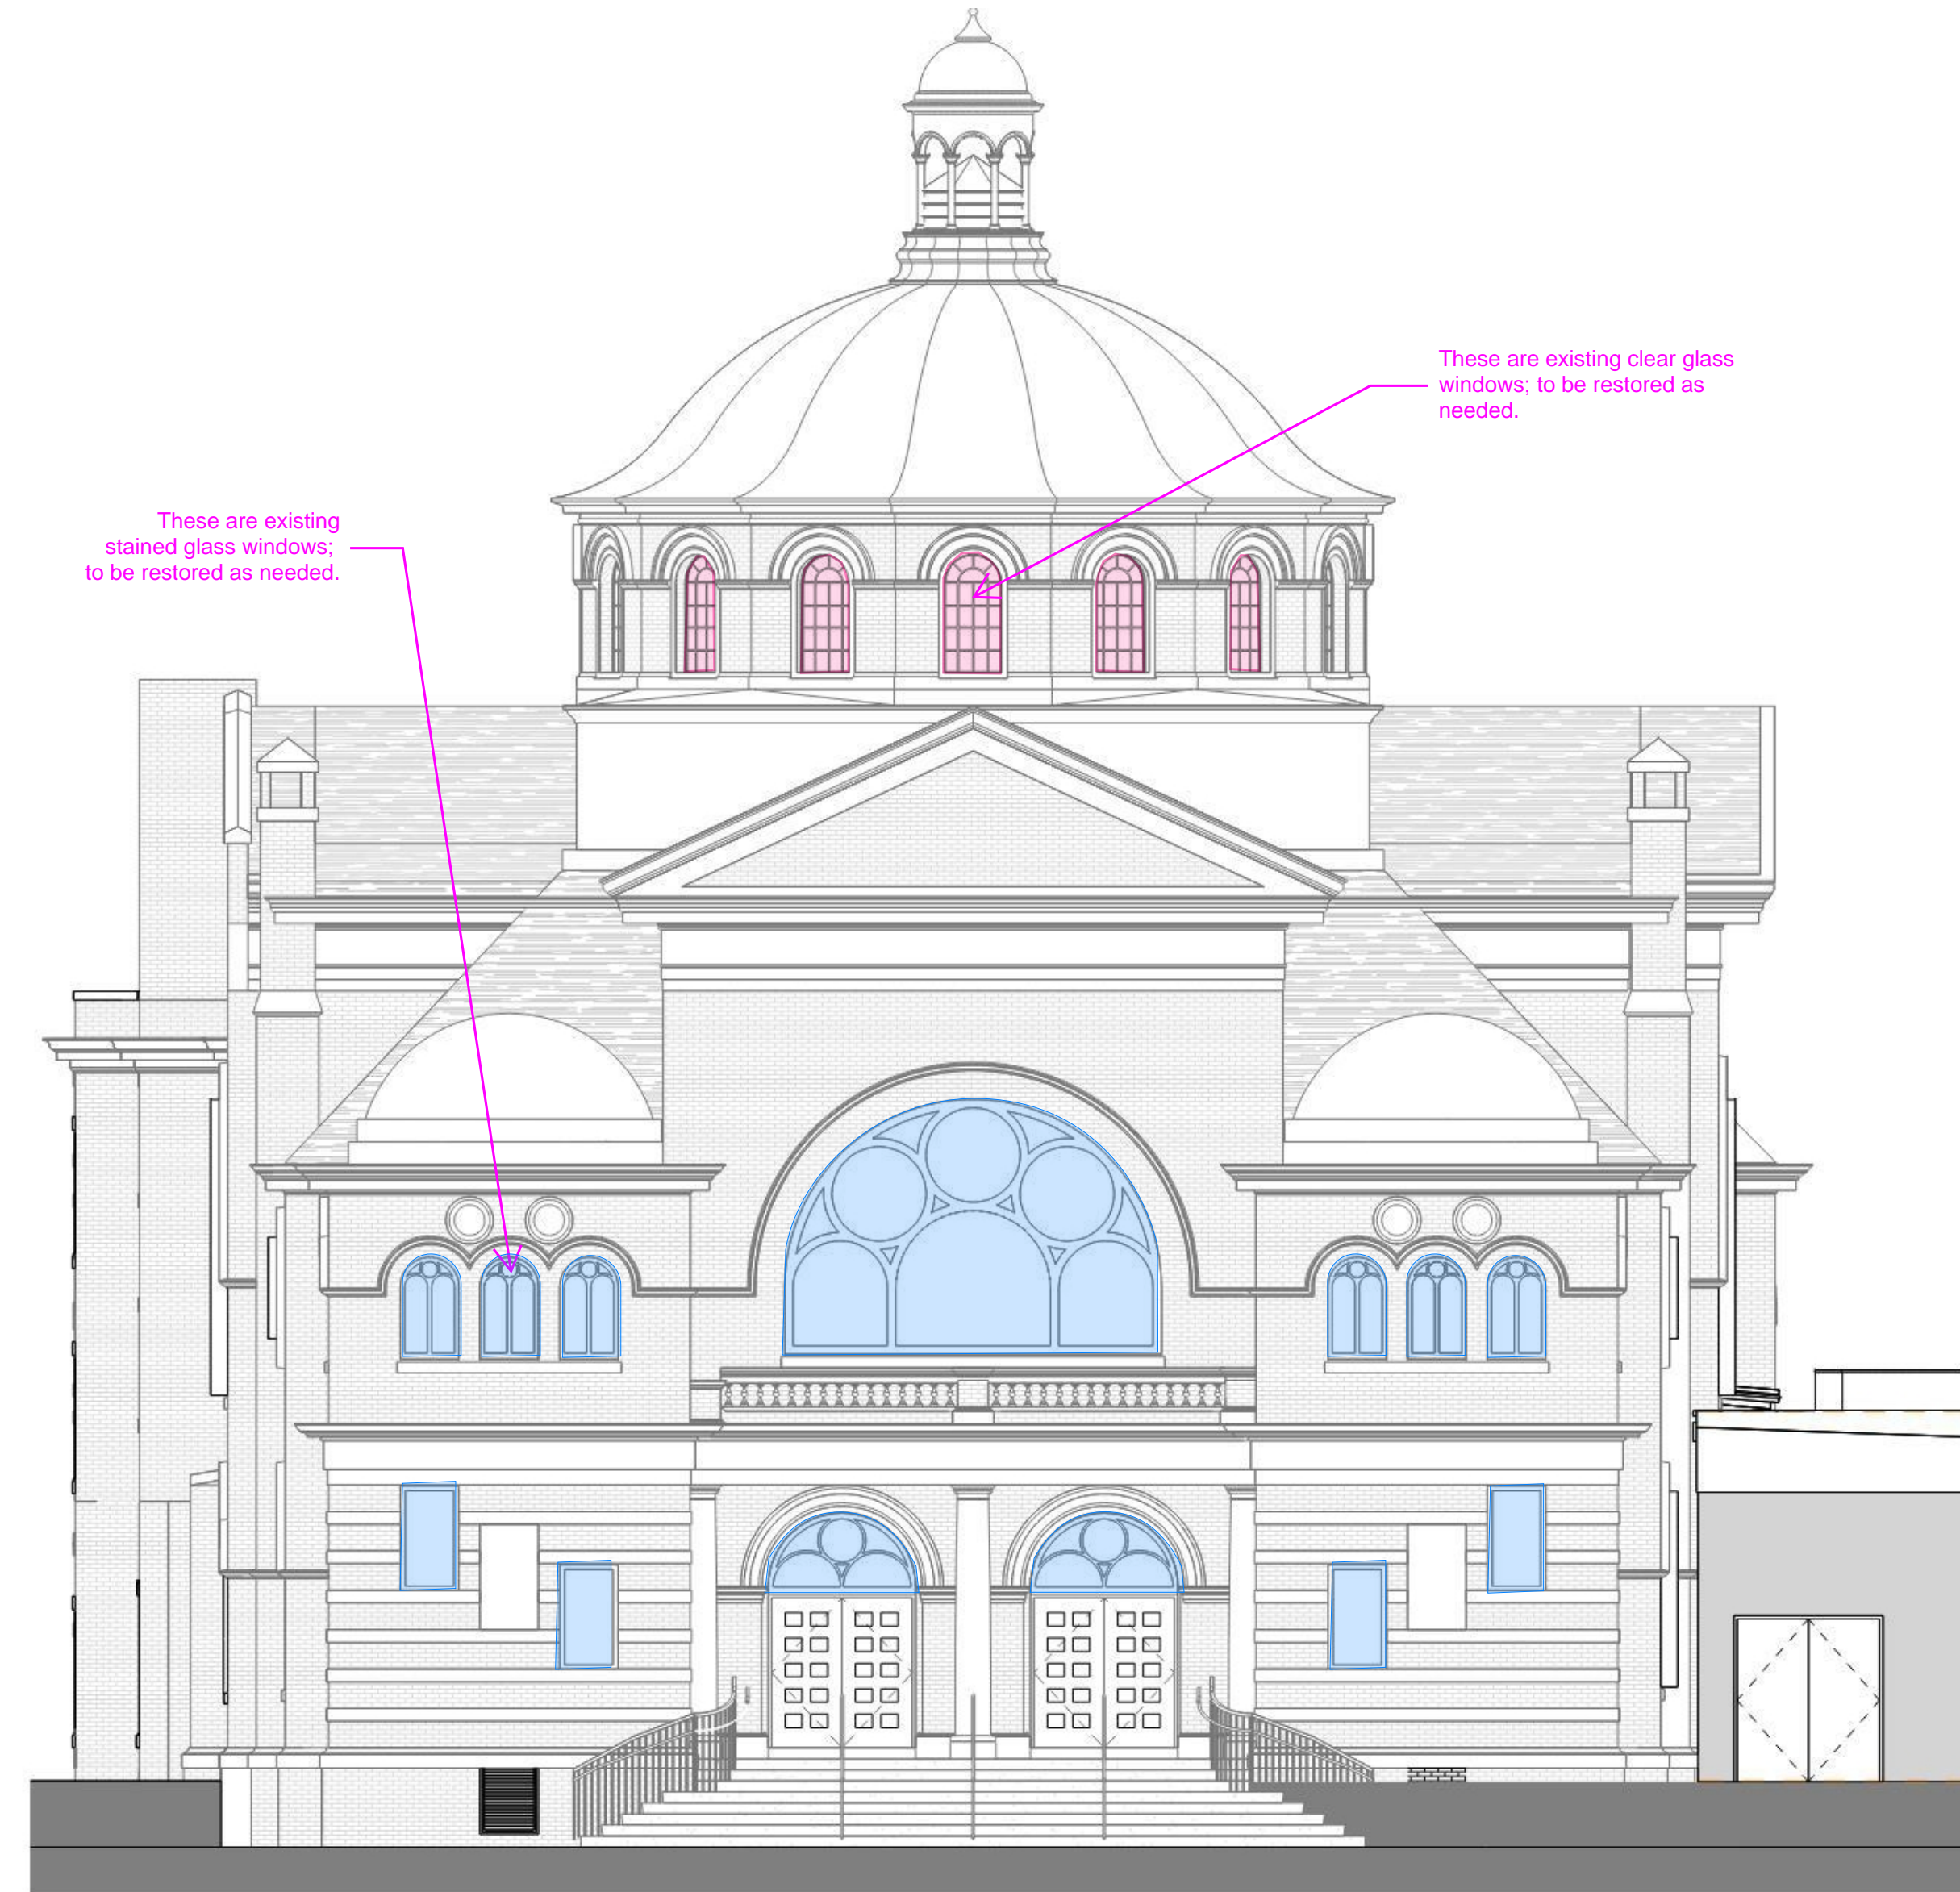 These are existing clear glass
windows; to be restored as
needed.
These are existing
stained glass windows;
to be restored as needed.